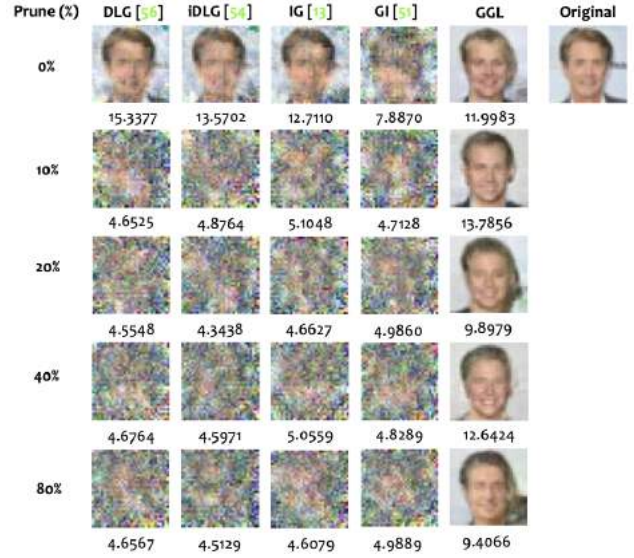 Prune (%) DLG [56] iDLG [54] IG [13] GI [51] GGL Original
0%
15.3377 13.5702 12.7110 7.8870 11.9983
10%
4.6525 4.8764 5.1048 4.7128 13.7856
20%
4.5548 4.3438 4.6627 4.9860 9.8979
40%
4.6764 4.5971 5.0559 4.8289 12.6424
80%
4.6567 4.5129 4.6079 4.9889 9.4066